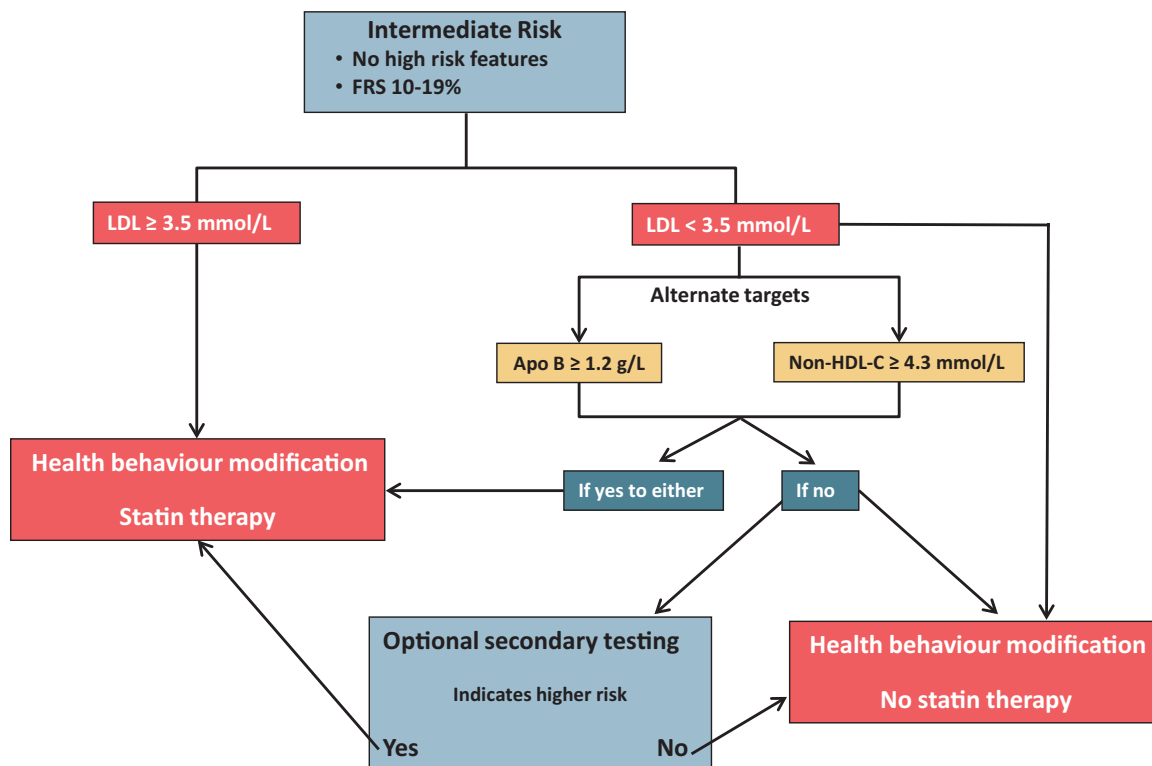 Intermediate Risk
• No high risk features
• FRS 10-19%
LDL ≥ 3.5 mmol/L
LDL < 3.5 mmol/L
Alternate targets
Apo B ≥ 1.2 g/L
Non-HDL-C ≥ 4.3 mmol/L
Health behaviour modification
Statin therapy
If yes to either
If no
Optional secondary testing
Indicates higher risk
Yes
No
Health behaviour modification
No statin therapy